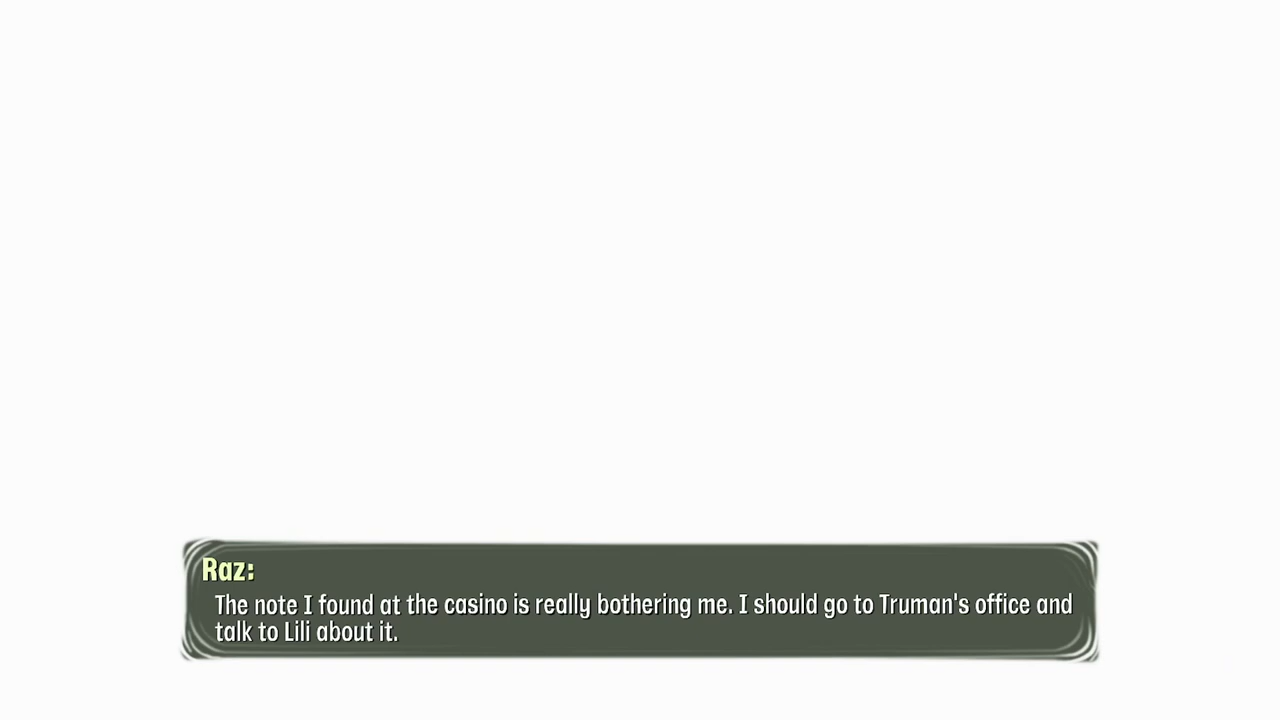 Raz:
The note I found at the casino is really bothering me. I should go to Truman's office and
talk to Lili about it.